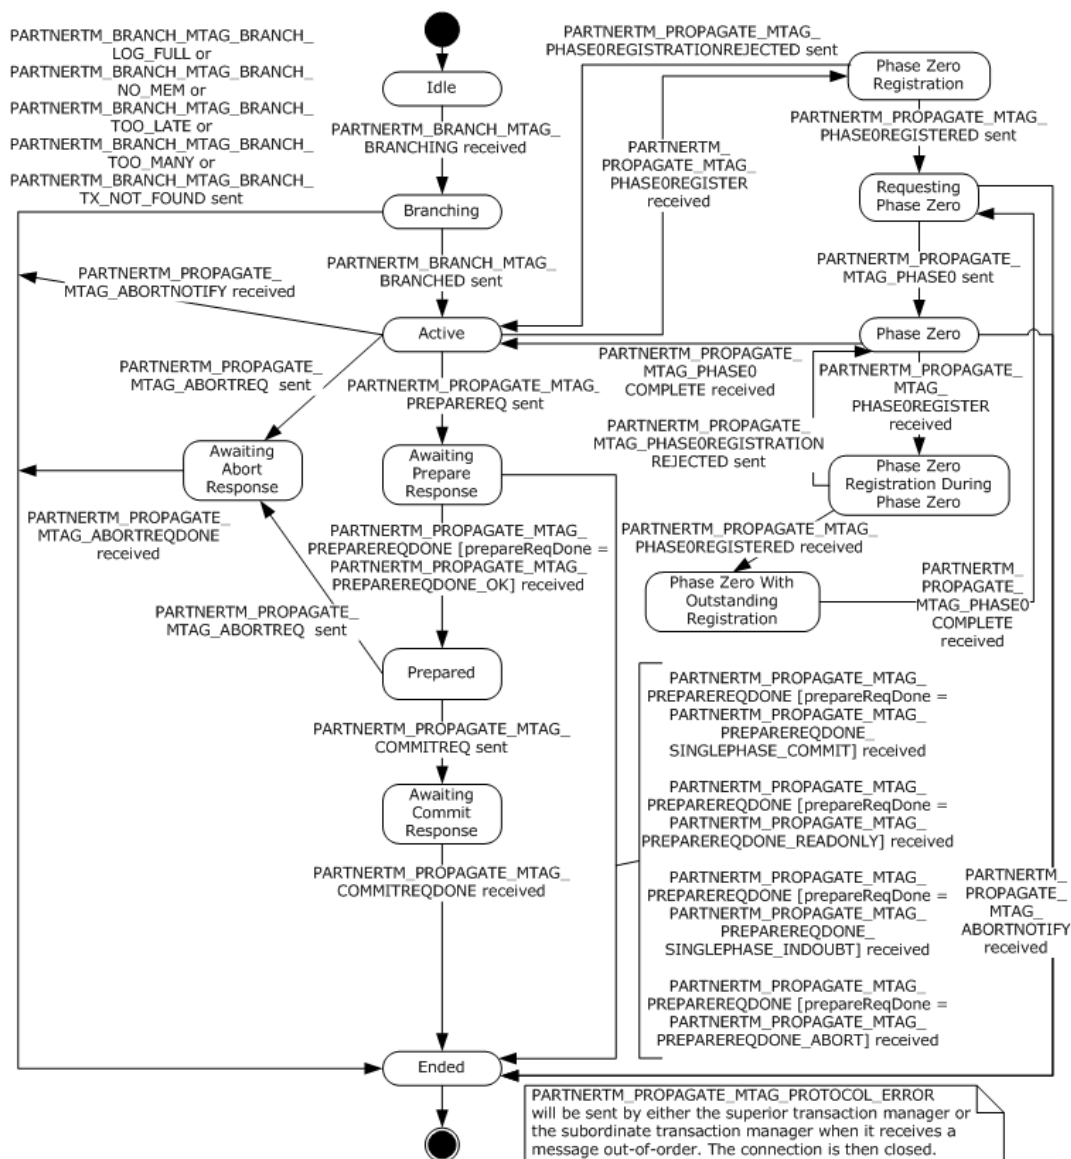 PARTNERTM_BRANCH_MTAG_BRANCH_
LOG_FULL or
PARTNERTM_BRANCH_MTAG_BRANCH_
NO_MEM or
PARTNERTM_BRANCH_MTAG_BRANCH_
TOO_LATE or
PARTNERTM_BRANCH_MTAG_BRANCH_
TOO_MANY or
PARTNERTM_BRANCH_MTAG_BRANCH_
TX_NOT_FOUND sent
Idle
PARTNERTM_BRANCH_MTAG_
BRANCHING received
Branching
PARTNERTM_BRANCH_MTAG_
BRANCHED sent
PARTNERTM_PROPAGATE_
MTAG_ABORTNOTIFY received
Active
PARTNERTM_PROPAGATE_MTAG_
PHASE0REGISTRATIONREJECTED sent
Phase Zero
Registration
PARTNERTM_PROPAGATE_MTAG_
PHASE0REGISTERED sent
PARTNERTM_
PROPAGATE_MTAG_
PHASE0REGISTER
received
Requesting
Phase Zero
PARTNERTM_PROPAGATE_
MTAG_PHASE0 sent
Phase Zero
PARTNERTM_PROPAGATE_
MTAG_PHASE0
COMPLETE received
PARTNERTM_PROPAGATE_
MTAG_
PHASE0REGISTER
received
PARTNERTM_PROPAGATE_
MTAG_ABORTREQ sent
PARTNERTM_PROPAGATE_MTAG_
PREPAREREQ sent
PARTNERTM_PROPAGATE_
MTAG_PHASE0REGISTRATION
REJECTED sent
Awaiting
Abort
Response
Awaiting
Prepare
Response
Phase Zero
Registration During
Phase Zero
PARTNERTM_PROPAGATE_
MTAG_ABORTREQDONE
received
PARTNERTM_PROPAGATE_MTAG_
PREPAREREQDONE [prepareReqDone =
PARTNERTM_PROPAGATE_MTAG_
PREPAREREQDONE_OK] received
PARTNERTM_PROPAGATE_MTAG_
PHASE0REGISTERED received
Phase Zero With
Outstanding
Registration
PARTNERTM_
PROPAGATE_
MTAG_PHASE0
COMPLETE
received
PARTNERTM_PROPAGATE_
MTAG_ABORTREQ sent
Prepared
PARTNERTM_PROPAGATE_MTAG_
COMMITREQ sent
Awaiting
Commit
Response
PARTNERTM_PROPAGATE_MTAG_
COMMITREQDONE received
PARTNERTM_PROPAGATE_MTAG_
PREPAREREQDONE [prepareReqDone =
PARTNERTM_PROPAGATE_MTAG_
PREPAREREQDONE_
SINGLEPHASE_COMMIT] received
PARTNERTM_PROPAGATE_MTAG_
PREPAREREQDONE [prepareReqDone =
PARTNERTM_PROPAGATE_MTAG_
PREPAREREQDONE_READONLY] received
PARTNERTM_PROPAGATE_MTAG_
PREPAREREQDONE [prepareReqDone =
PARTNERTM_PROPAGATE_MTAG_
PREPAREREQDONE_
SINGLEPHASE_INDOUBT] received
PARTNERTM_PROPAGATE_MTAG_
PREPAREREQDONE [prepareReqDone =
PARTNERTM_PROPAGATE_MTAG_
PREPAREREQDONE_ABORT] received
PARTNERTM_
PROPAGATE_
MTAG_
ABORTNOTIFY
received
Ended
PARTNERTM_PROPAGATE_MTAG_PROTOCOL_ERROR
will be sent by either the superior transaction manager or
the subordinate transaction manager when it receives a
message out-of-order. The connection is then closed.